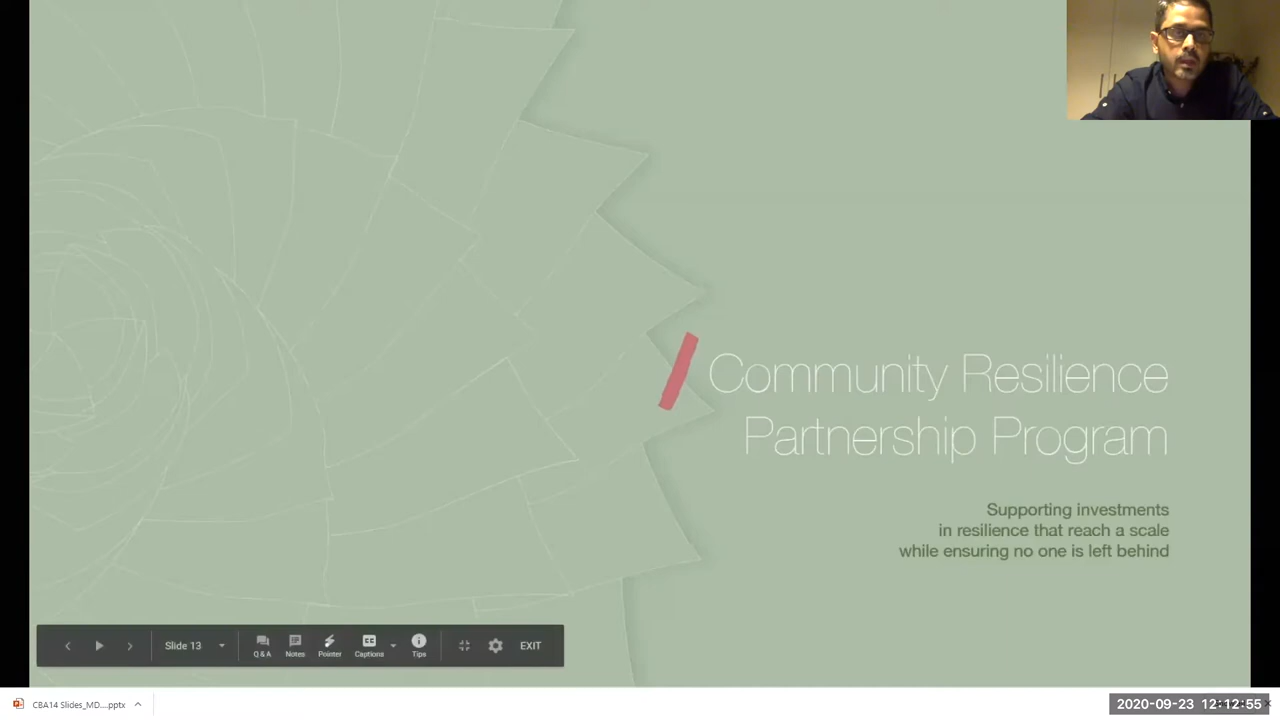 Community Resilience
Partnership Program
Supporting investments
in resilience that reach a scale
while ensuring no one is left behind
Slide 13
Q & A
Notes
Pointer
Captions
Tips
EXIT
CBA14 Slides_MD....pptx
2020-09-23 12:12:55